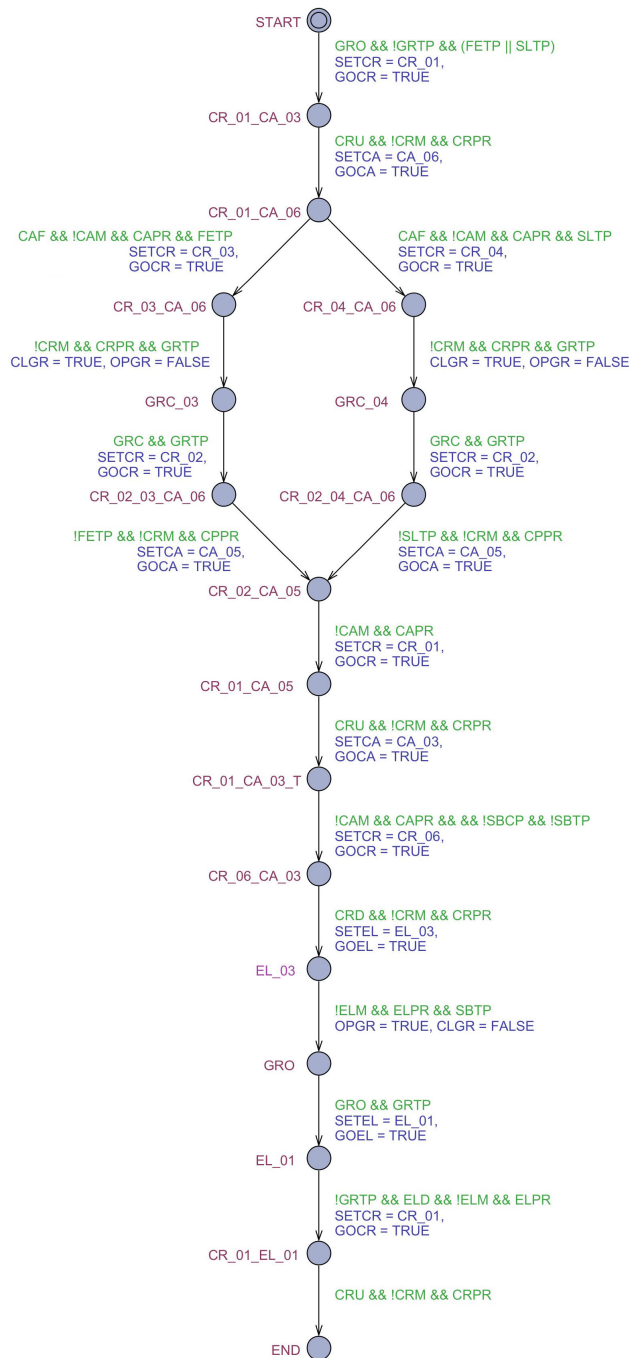 START
GRO && !GRTP && (FETP || SLTP)
SETCR = CR_01,
GOCR = TRUE
CR_01_CA_03
CRU && !CRM && CRPR
SETCA = CA_06,
GOCA = TRUE
CR_01_CA_06
CAF && !CAM && CAPR && FETP
SETCR = CR_03,
GOCR = TRUE
CAF && !CAM && CAPR && SLTP
SETCR = CR_04,
GOCR = TRUE
CR_03_CA_06
CR_04_CA_06
!CRM && CRPR && GRTP
CLGR = TRUE, OPGR = FALSE
!CRM && CRPR && GRTP
CLGR = TRUE, OPGR = FALSE
GRC_03
GRC_04
GRC && GRTP
SETCR = CR_02,
GOCR = TRUE
GRC && GRTP
SETCR = CR_02,
GOCR = TRUE
CR_02_03_CA_06
CR_02_04_CA_06
!FETP && !CRM && CPPR
SETCA = CA_05,
GOCA = TRUE
!SLTP && !CRM && CPPR
SETCA = CA_05,
GOCA = TRUE
CR_02_CA_05
!CAM && CAPR
SETCR = CR_01,
GOCR = TRUE
CR_01_CA_05
CRU && !CRM && CRPR
SETCA = CA_03,
GOCA = TRUE
CR_01_CA_03_T
!CAM && CAPR && && !SBCP && !SBTP
SETCR = CR_06,
GOCR = TRUE
CR_06_CA_03
CRD && !CRM && CRPR
SETEL = EL_03,
GOEL = TRUE
EL_03
!ELM && ELPR && SBTP
OPGR = TRUE, CLGR = FALSE
GRO
GRO && GRTP
SETEL = EL_01,
GOEL = TRUE
EL_01
!GRTP && ELD && !ELM && ELPR
SETCR = CR_01,
GOCR = TRUE
CR_01_EL_01
CRU && !CRM && CRPR
END